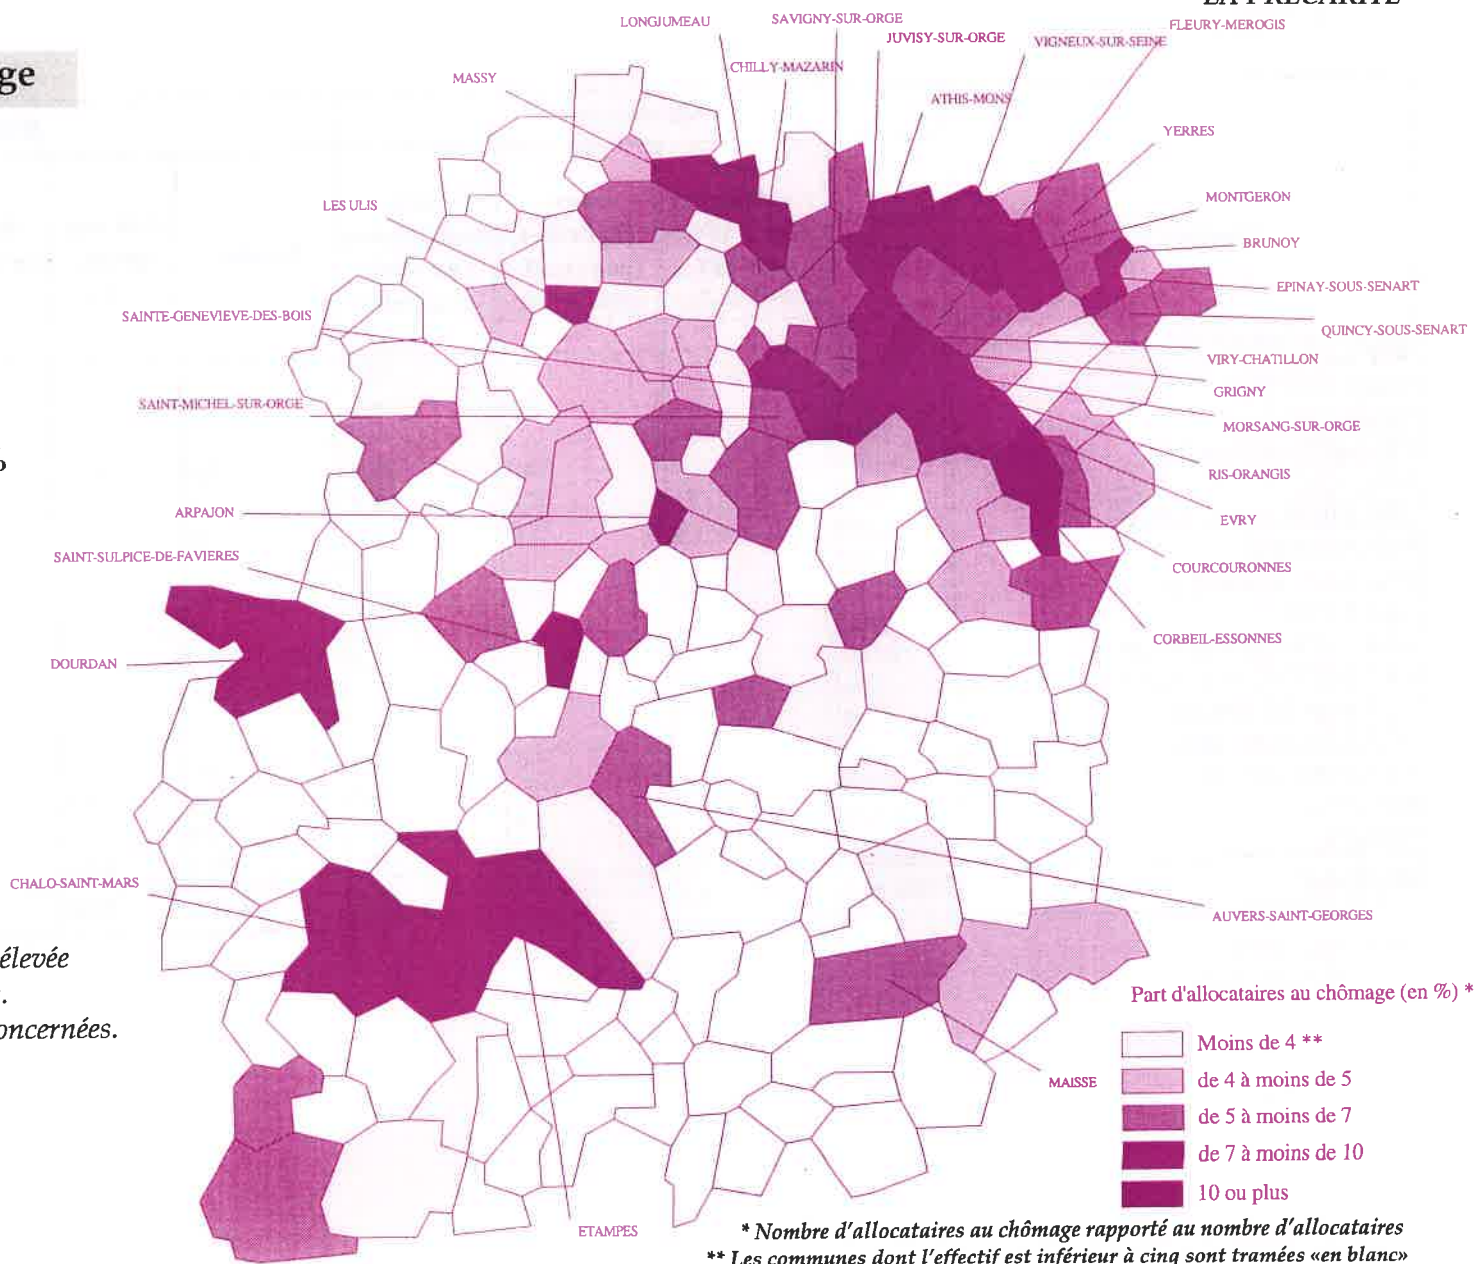 LA PRECARITE
ge
LONGJUMEAU
SAVIGNY-SUR-ORGE
FLEURY-MEROGIS
JUVISY-SUR-ORGE
VIGNEUX-SUR-SEINE
MASSY
CHILLY-MAZARIN
ATHIS-MONS
YERRES
LES ULIS
MONTGERON
BRUNOY
EPINAY-SOUS-SENART
SAINTE-GENEVIEVE-DES-BOIS
QUINCY-SOUS-SENART
VIRY-CHATILLON
GRIGNY
SAINT-MICHEL-SUR-ORGE
MORSANG-SUR-ORGE
RIS-ORANGIS
ARPAJON
EVRY
SAINT-SULPICE-DE-FAVIERES
COURCOURONNES
CORBEIL-ESSONNES
DOURDAN
CHALO-SAINT-MARS
AUVERS-SAINT-GEORGES
élevée
oncernées.
Part d'allocataires au chômage (en %) *
Moins de 4 **
de 4 à moins de 5
MAISSE
de 5 à moins de 7
de 7 à moins de 10
10 ou plus
ETAMPES
* Nombre d'allocataires au chômage rapporté au nombre d'allocataires
** Les communes dont l'effectif est inférieur à cinq sont tramées «en blanc»